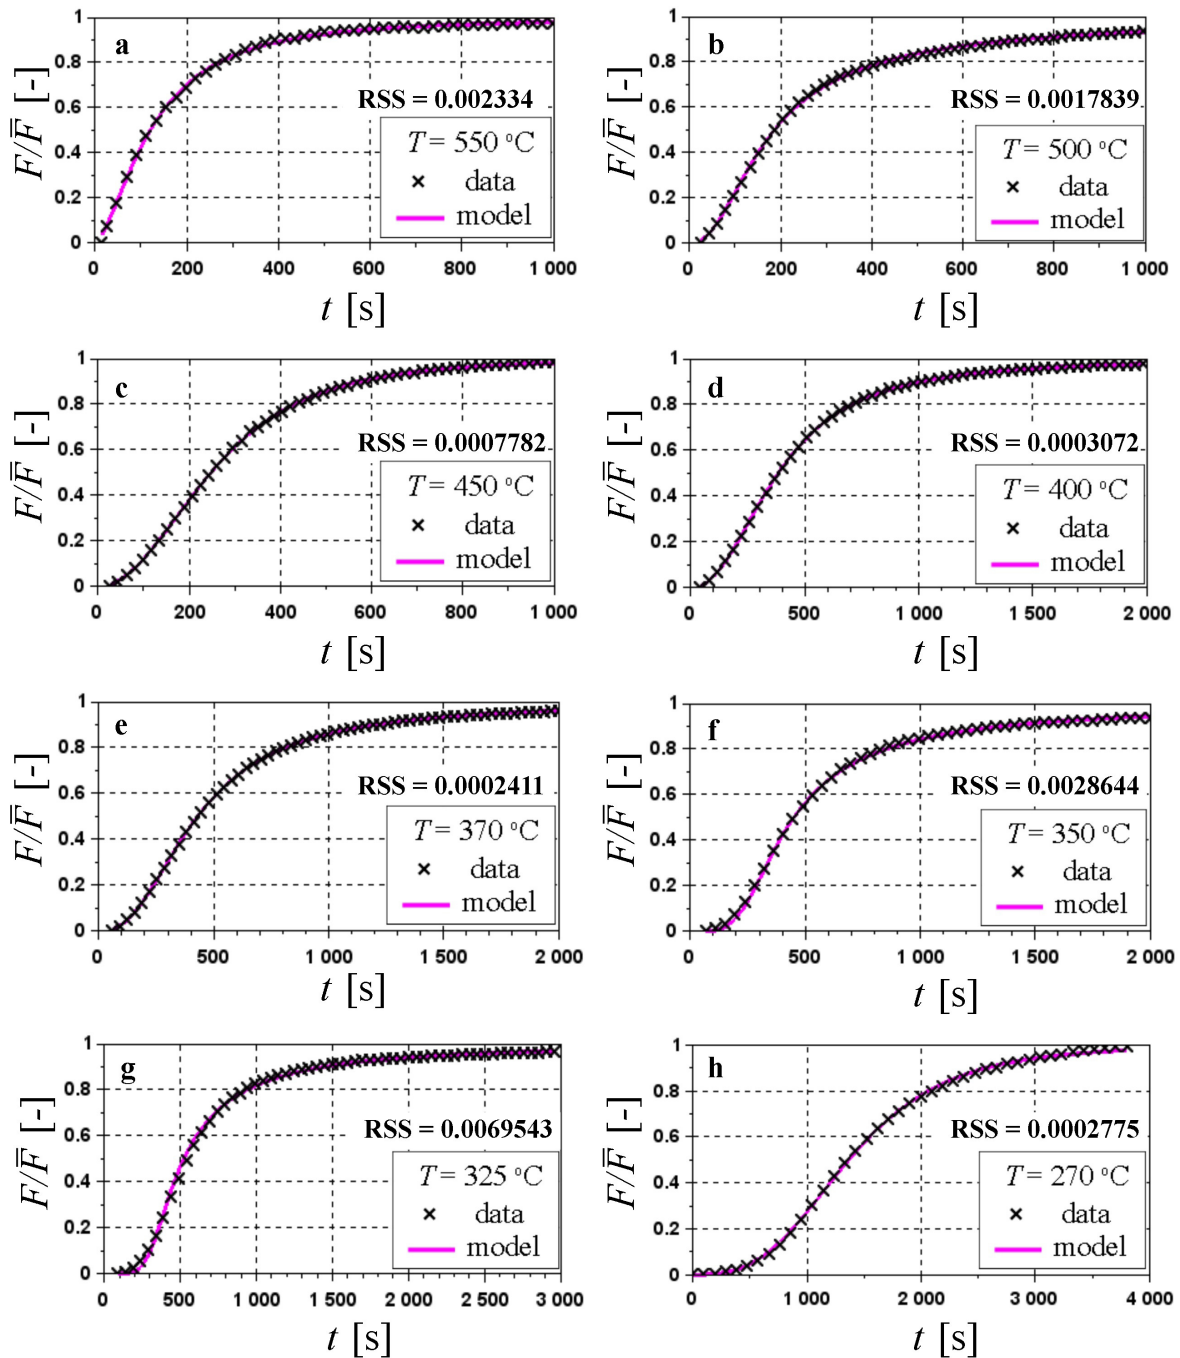 a
RSS = 0.002334
T = 550 °C
data
model
F/F̅ [-]
1
0.8
0.6
0.4
0.2
0
0 200 400 600 800 1 000
t [s]
b
RSS = 0.0017839
T = 500 °C
data
model
F/F̅ [-]
1
0.8
0.6
0.4
0.2
0
0 200 400 600 800 1 000
t [s]
c
RSS = 0.0007782
T = 450 °C
data
model
F/F̅ [-]
1
0.8
0.6
0.4
0.2
0
0 200 400 600 800 1 000
t [s]
d
RSS = 0.0003072
T = 400 °C
data
model
F/F̅ [-]
1
0.8
0.6
0.4
0.2
0
0 500 1 000 1 500 2 000
t [s]
e
RSS = 0.0002411
T = 370 °C
data
model
F/F̅ [-]
1
0.8
0.6
0.4
0.2
0
0 500 1 000 1 500 2 000
t [s]
f
RSS = 0.0028644
T = 350 °C
data
model
F/F̅ [-]
1
0.8
0.6
0.4
0.2
0
0 500 1 000 1 500 2 000
t [s]
g
RSS = 0.0069543
T = 325 °C
data
model
F/F̅ [-]
1
0.8
0.6
0.4
0.2
0
0 500 1 000 1 500 2 000 2 500 3 000
t [s]
h
RSS = 0.0002775
T = 270 °C
data
model
F/F̅ [-]
1
0.8
0.6
0.4
0.2
0
0 1 000 2 000 3 000 4 000
t [s]